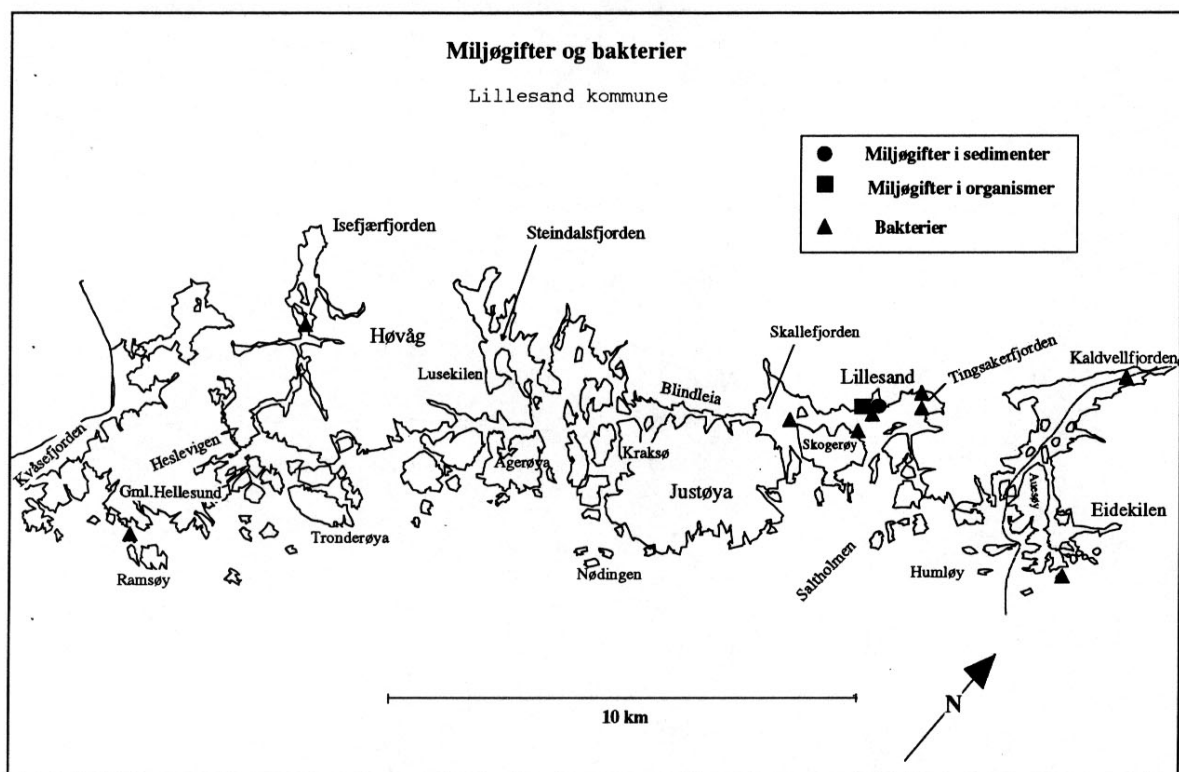 Miljøgifter og bakterier
Lillesand kommune
Miljøgifter i sedimenter
Miljøgifter i organismer
Bakterier
Isefjærfjorden
Steindalsfjorden
Høvåg
Skallefjorden
Tingsakerfjorden
Kaldvellfjorden
Lusekilen
Blindleia
Lillesand
Kvåsefjorden
Heslevigen
Ågerøya
Kraksø
Skogerøy
Gml.Hellesund
Justøya
Eidekilen
Tronderøya
Ramsøy
Nødingen
Saltholmen
Humløy
10 km
N